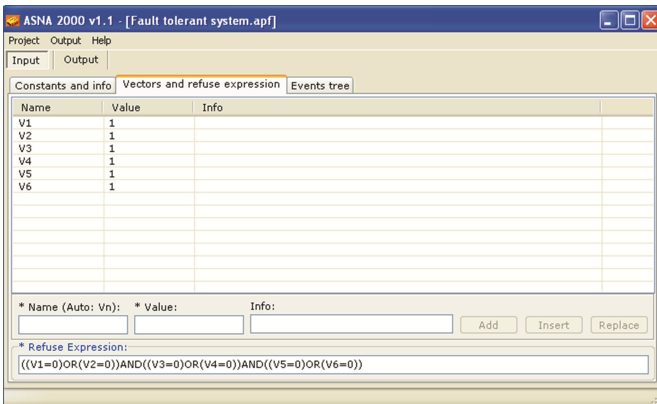 ASNA 2000 v1.1 - [Fault tolerant system.apf]
Project Output Help
Input Output
Constants and info Vectors and refuse expression Events tree
Name Value Info
V1 1
V2 1
V3 1
V4 1
V5 1
V6 1
* Name (Auto: Vn): * Value: Info:
Add Insert Replace
* Refuse Expression:
((V1=0)OR(V2=0))AND((V3=0)OR(V4=0))AND((V5=0)OR(V6=0))